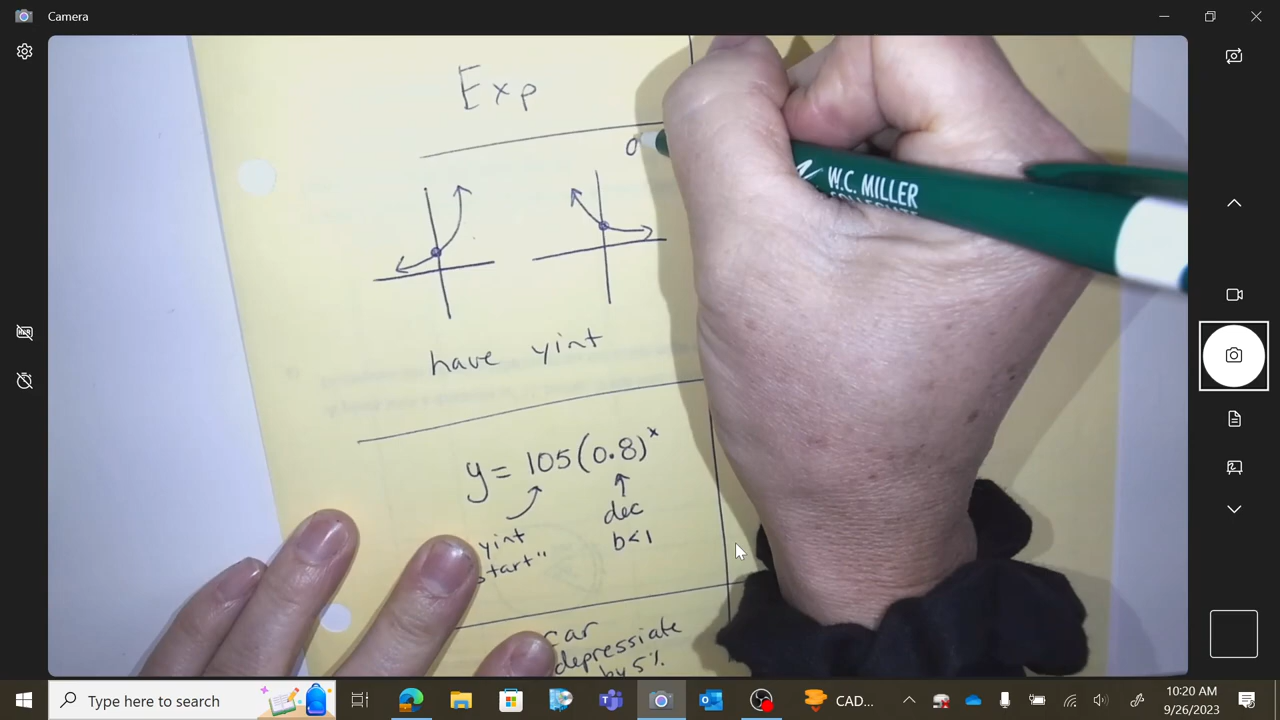 Camera
Exp
have yint
y = 105(0.8)ˣ
yint
start"
dec
b<1
car
depressiate
by 5%
W.C. MILLER
Type here to search
CAD...
10:20 AM
9/26/2023